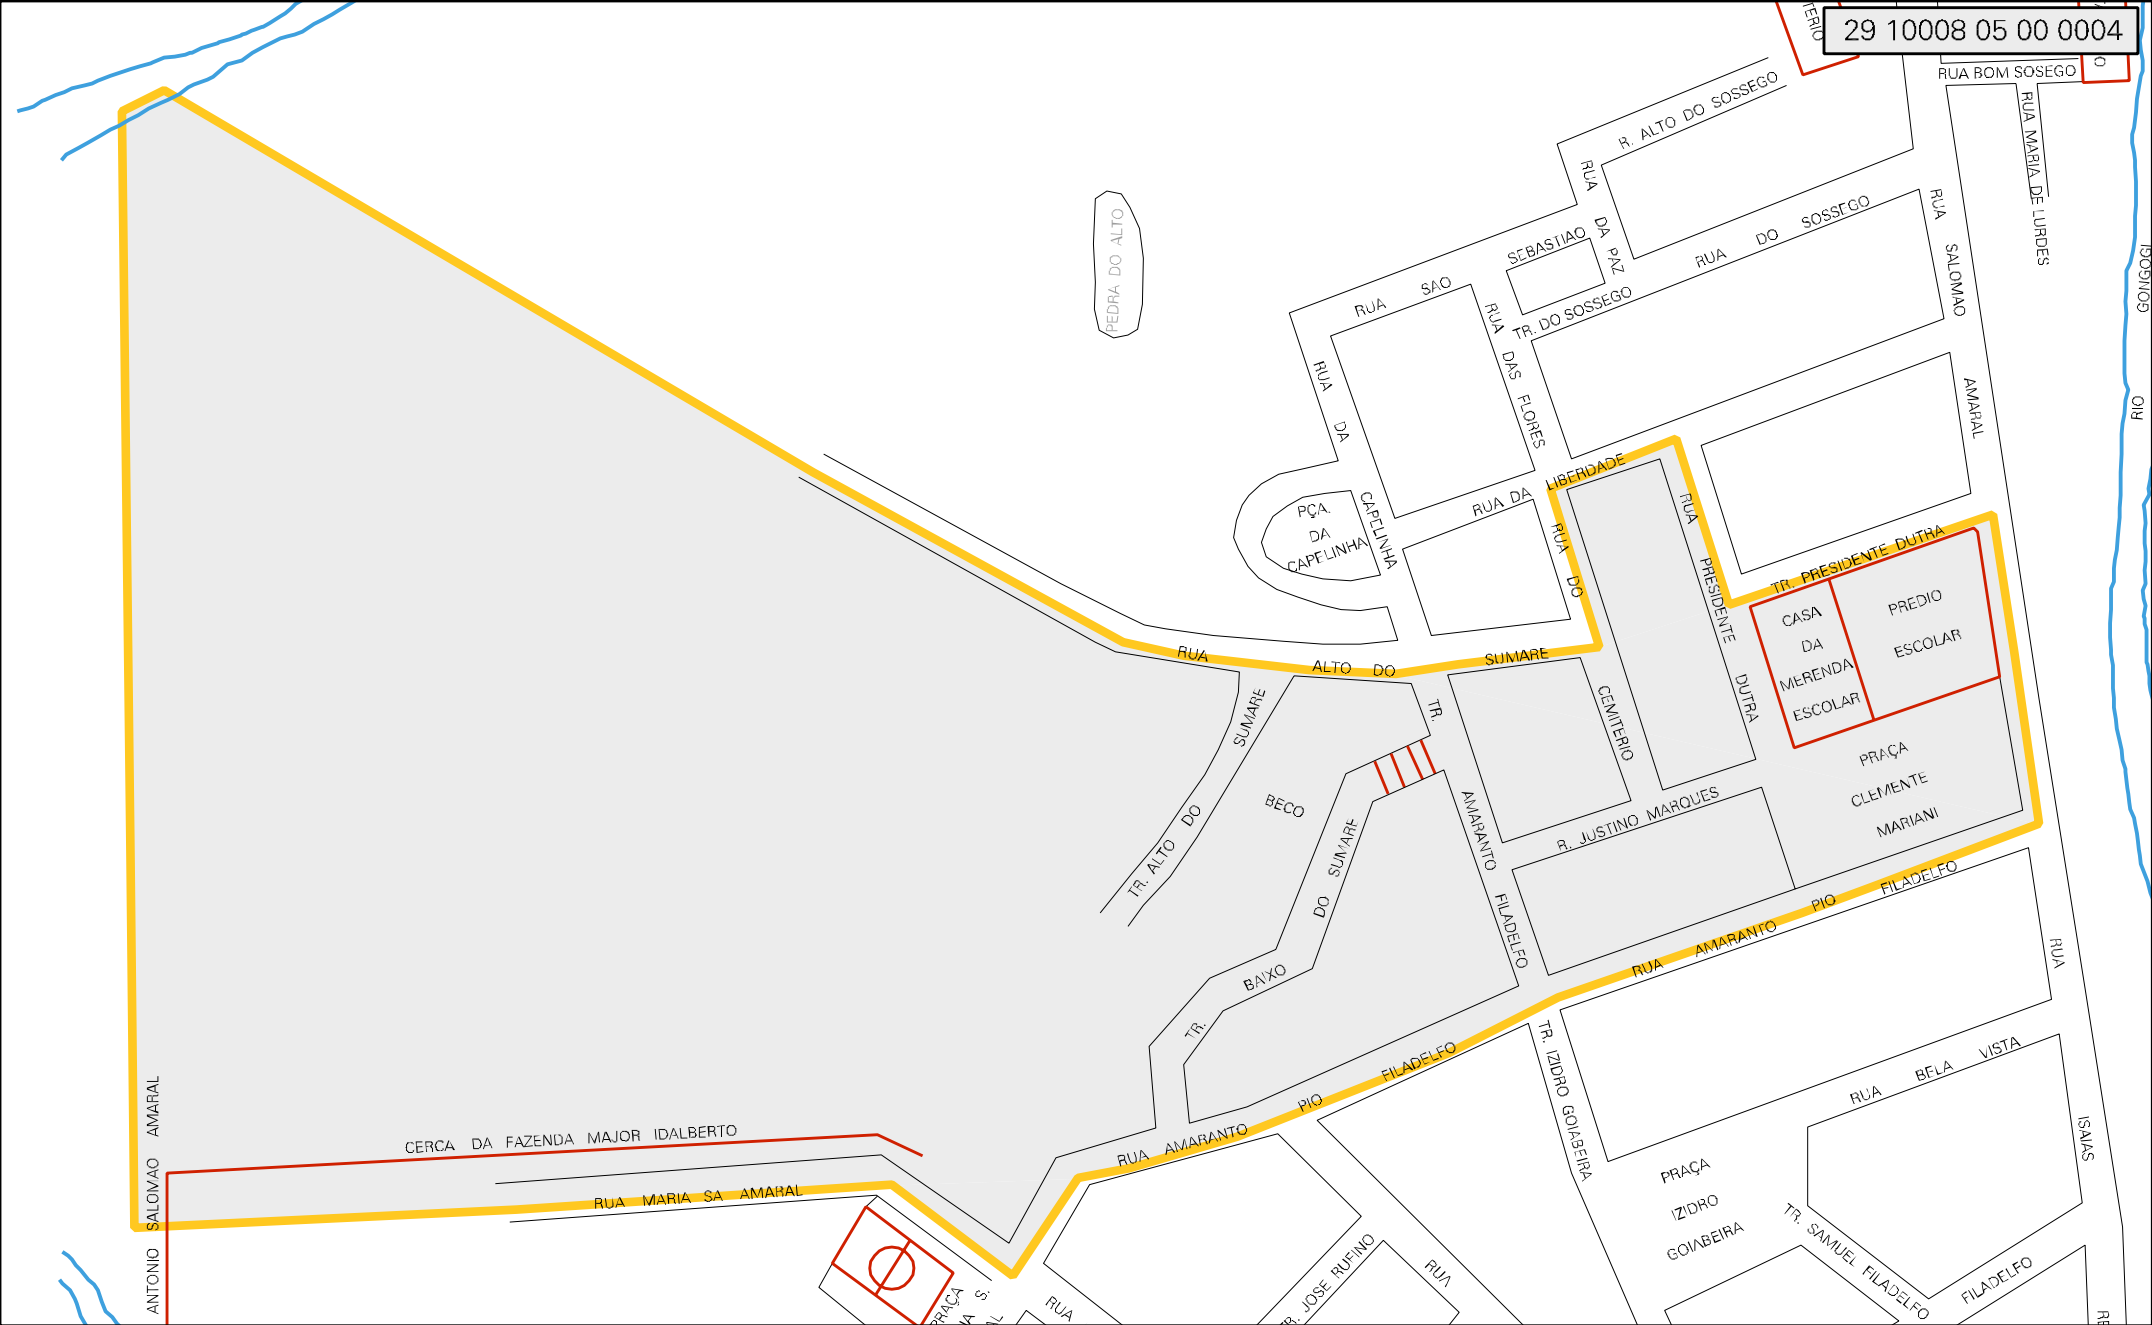 29 10008 05 00 0004
RUA BOM SOSEGO
R. ALTO DO SOSSEGO
RUA MARIA DE LURDES
RUA DA PAZ
RUA DO SOSSEGO
RUA SALOMAO AMARAL
RUA SAO SEBASTIAO
TR. DO SOSSEGO
PEDRA DO ALTO
GONGOGI
RIO
RUA DAS FLORES
RUA DA CAPELINHA
PÇA.
DA
CAPELINHA
RUA DA LIBERDADE
RUA DO CEMITERIO
RUA PRESIDENTE DUTRA
TR. PRESIDENTE DUTRA
CASA
DA
MERENDA
ESCOLAR
PREDIO
ESCOLAR
RUA ALTO DO SUMARE
TR. ALTO DO SUMARE
BECO
TR. AMARANTO FILADELFO
TR. BAIXO DO SUMARE
R. JUSTINO MARQUES
PRAÇA
CLEMENTE
MARIANI
RUA AMARANTO PIO FILADELFO
RUA AMARANTO PIO FILADELFO
TR. IZIDRO GOIABEIRA
RUA BELA VISTA
RUA ISAIAS
PRAÇA
IZIDRO
GOIABEIRA
TR. SAMUEL FILADELFO
FILADELFO
CERCA DA FAZENDA MAJOR IDALBERTO
RUA MARIA SA AMARAL
ANTONIO SALOMAO AMARAL
PRAÇA
S.
RUA
TR. JOSE RUFINO
RUA